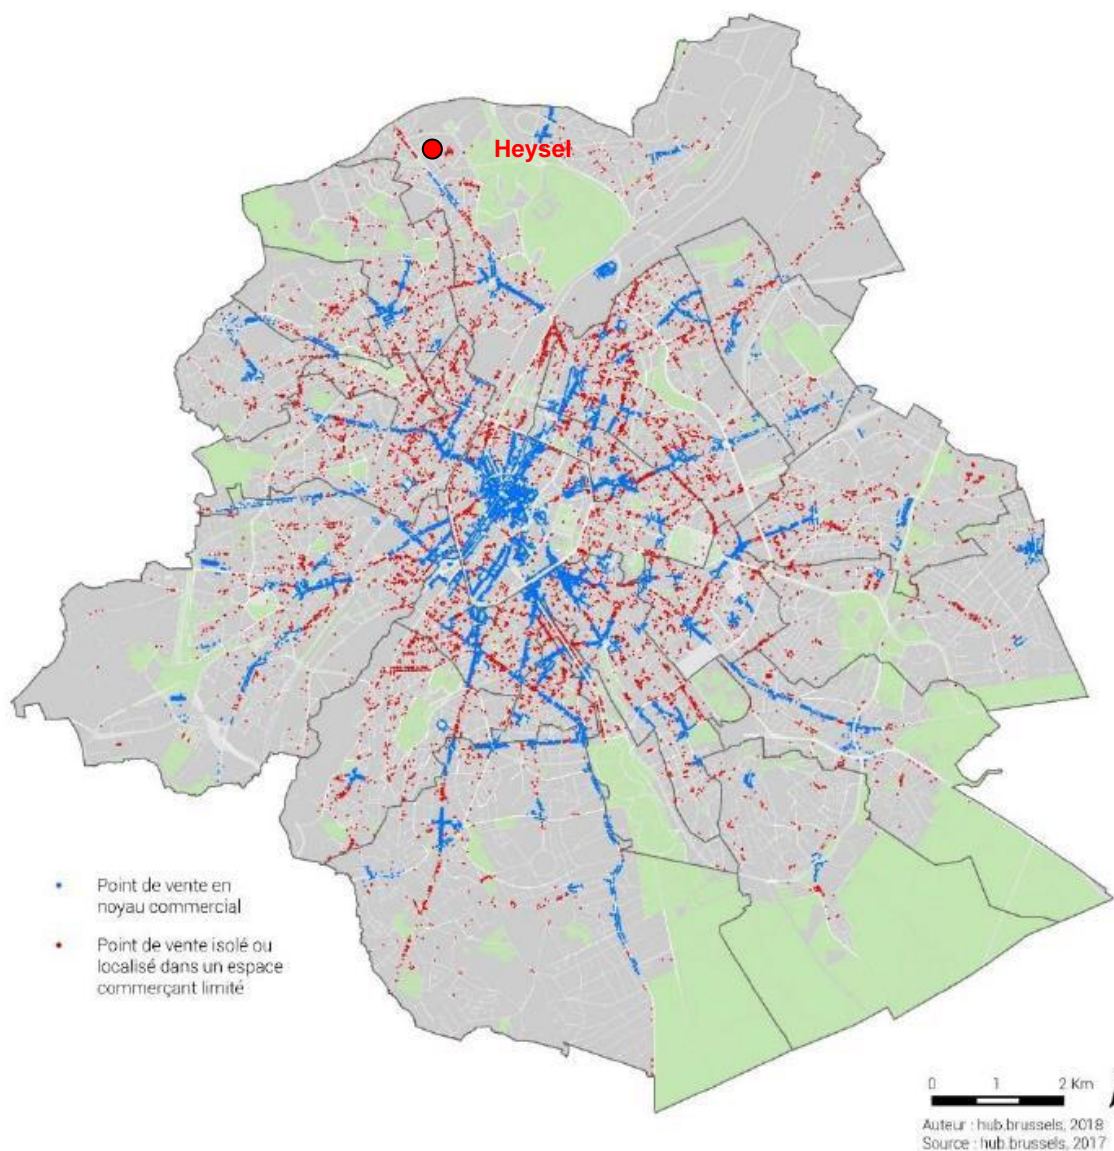 Heysel
Point de vente en
noyau commercial
Point de vente isolé ou
localisé dans un espace
commerçant limité
0 1 2 Km
Auteur : hub.brussels, 2018
Source : hub.brussels, 2017